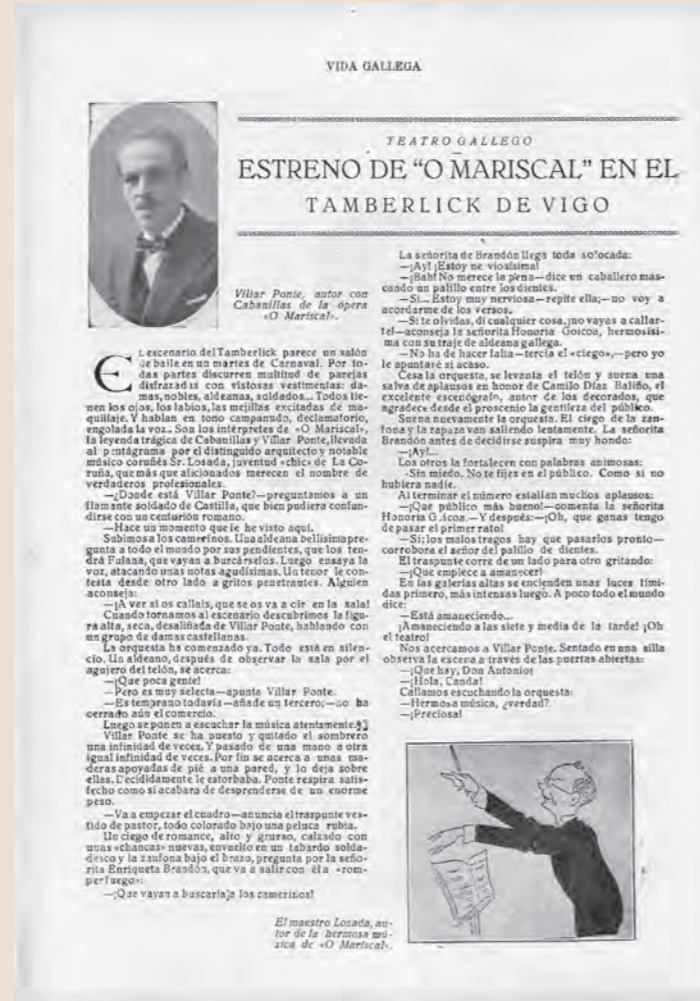 VIDA GALLEGA
TEATRO GALLEGO
ESTRENO DE "O MARISCAL" EN EL
TAMBERLICK DE VIGO
Villar Ponte, autor con
Cabanillas de la ópera
«O Mariscal».
EL escenario del Tamberlick parece un salón
de baile en un martes de Carnaval. Por to-
das partes discurren multitud de parejas
disfrazadas con vistosas vestimentas: da-
mas, nobles, aldeanas, soldados... Todos tie-
nen los ojos, los labios, las mejillas excitadas de ma-
quillaje. Y hablan en tono campanudo, declamatorio,
engolada la voz. Son los intérpretes de «O Mariscal»,
la leyenda trágica de Cabanillas y Villar Ponte, llevada
al pentágrama por el distinguido arquitecto y notable
músico coruñés Sr. Losada, juventud «chic» de La Co-
ruña, que más que aficionados merecen el nombre de
verdaderos profesionales.
—¿Donde está Villar Ponte?—preguntamos a un
flamante soldado de Castilla, que bien pudiera confun-
dirse con un centurión romano.
—Hace un momento que le he visto aquí.
Subimos a los camerinos. Una aldeana bellísima pre-
gunta a todo el mundo por sus pendientes, que los ten-
drá Fulana, que vayan a burcárselos. Luego ensaya la
voz, atacando unas notas agudísimas. Un tenor le con-
testa desde otro lado a gritos penetrantes. Alguien
aconseja:
—¡A ver si os calláis, que se os va a oir en la sala!
Cuando tornamos al escenario descubrimos la figu-
ra alta, seca, desaliñada de Villar Ponte, hablando con
un grupo de damas castellanas.
La orquesta ha comenzado ya. Todo está en silen-
cio. Un aldeano, después de observar la sala por el
agujero del telón, se acerca:
—¡Que poca gente!
—Pero es muy selecta—apunta Villar Ponte.
—Es temprano todavía—añade un tercero;—no ha
cerrado aún el comercio.
Luego se ponen a escuchar la música atentamente.
Villar Ponte se ha puesto y quitado el sombrero
una infinidad de veces. Y pasado de una mano a otra
igual infinidad de veces. Por fin se acerca a unas ma-
deras apoyadas de pié a una pared, y lo deja sobre
ellas. Decididamente le estorbaba. Ponte respira satis-
fecho como si acabara de desprenderse de un enorme
peso.
—Va a empezar el cuadro—anuncia el traspunte ves-
tido de pastor, todo colorado bajo una peluca rubia.
Un ciego de romance, alto y grueso, calzado con
unas «chancas» nuevas, envuelto en un tabardo solda-
desco y la zanfona bajo el brazo, pregunta por la seño-
rita Enriqueta Brandón, que va a salir con él a «rom-
per fuego»:
—¡Que vayan a buscarla a los camerinos!
El maestro Losada, au-
tor de la hermosa mú-
sica de «O Mariscal».
La señorita de Brandón llega toda sofocada:
—¡Ay! ¡Estoy nerviosísima!
—¡Bah! No merece la pena—dice un caballero mas-
cando un palillo entre los dientes.
—Si... Estoy muy nerviosa—repite ella;—no voy a
acordarme de los versos.
—Si te olvidas, di cualquier cosa, ¡no vayas a callar-
te!—aconseja la señorita Honoria Goicoa, hermosísi-
ma con su traje de aldeana gallega.
—No ha de hacer falta—tercia el «ciego»,—pero yo
le apuntaré si acaso.
Cesa la orquesta, se levanta el telón y suena una
salva de aplausos en honor de Camilo Díaz Baliño, el
excelente escenógrafo, autor de los decorados, que
agradece desde el proscenio la gentileza del público.
Suena nuevamente la orquesta. El ciego de la zan-
fona y la rapaza van saliendo lentamente. La señorita
Brandón antes de decidirse suspira muy hondo:
—¡Ay!...
Los otros la fortalecen con palabras animosas:
—Sin miedo. No te fijes en el público. Como si no
hubiera nadie.
Al terminar el número estallan muchos aplausos:
—¡Que público más bueno!—comenta la señorita
Honoria Goicoa.—Y después:—¡Oh, que ganas tengo
de pasar el primer rato!
—Si; los malos tragos hay que pasarlos pronto—
corrobora el señor del palillo de dientes.
El traspunte corre de un lado para otro gritando:
—¡Que empiece a amanecer!
En las galerías altas se encienden unas luces tími-
das primero, más intensas luego. A poco todo el mundo
dice:
—Está amaneciendo...
¡Amaneciendo a las siete y media de la tarde! ¡Oh
el teatro!
Nos acercamos a Villar Ponte. Sentado en una silla
observa la escena a través de las puertas abiertas:
—¡Que hay, Don Antonio!
—¡Hola, Canda!
Callamos escuchando la orquesta:
—Hermosa música, ¿verdad?
—¡Preciosa!